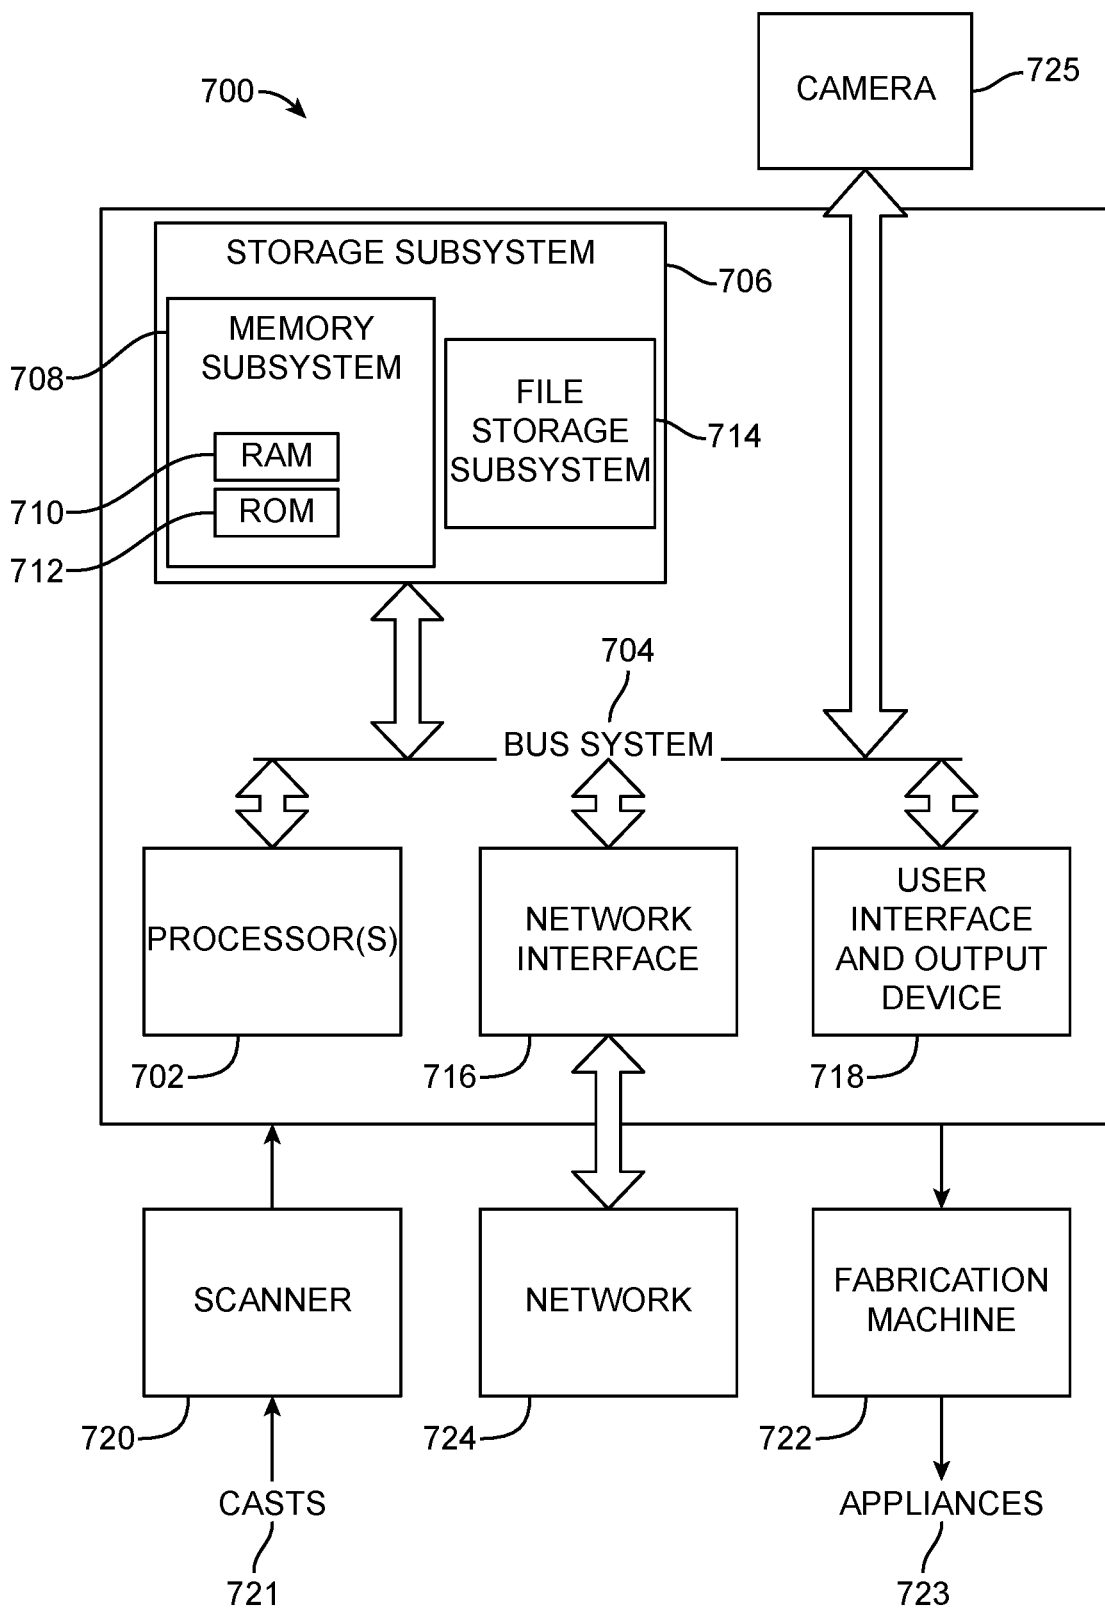 700
CAMERA
725
STORAGE SUBSYSTEM
706
MEMORY
SUBSYSTEM
708
FILE
STORAGE
SUBSYSTEM
714
RAM
710
ROM
712
704
BUS SYSTEM
PROCESSOR(S)
702
NETWORK
INTERFACE
716
USER
INTERFACE
AND OUTPUT
DEVICE
718
SCANNER
720
NETWORK
724
FABRICATION
MACHINE
722
CASTS
721
APPLIANCES
723